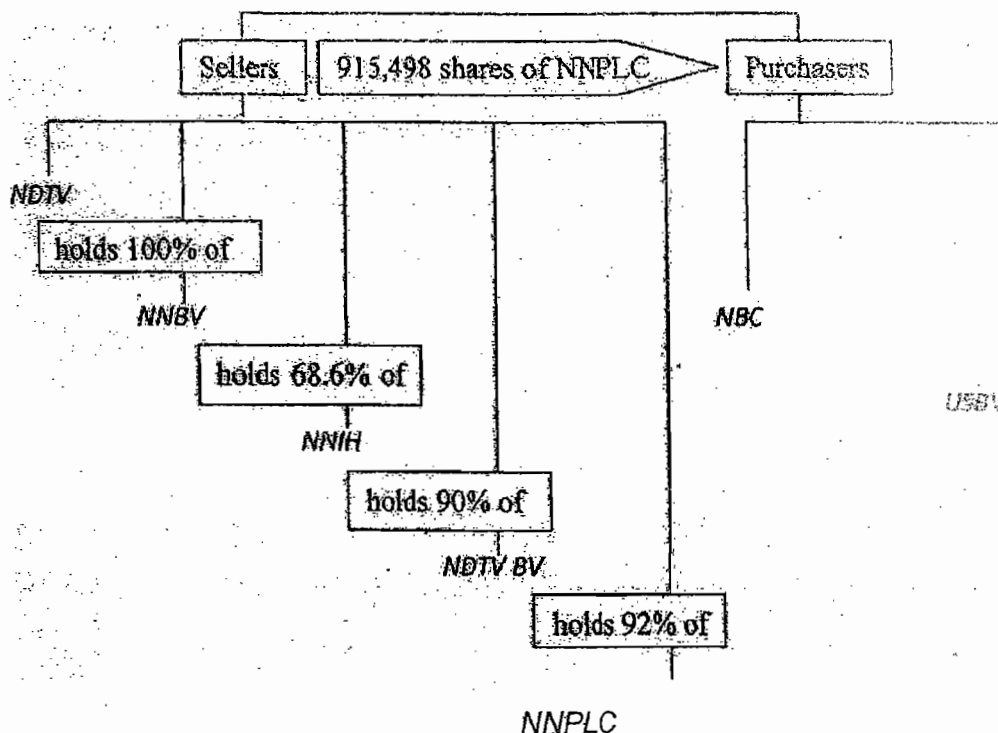 Sellers
915,498 shares of NNPLC
Purchasers
NDTV
holds 100% of
NNBV
NBC
holds 68.6% of
USBV
NNIH
holds 90% of
NDTV BV
holds 92% of
NNPLC